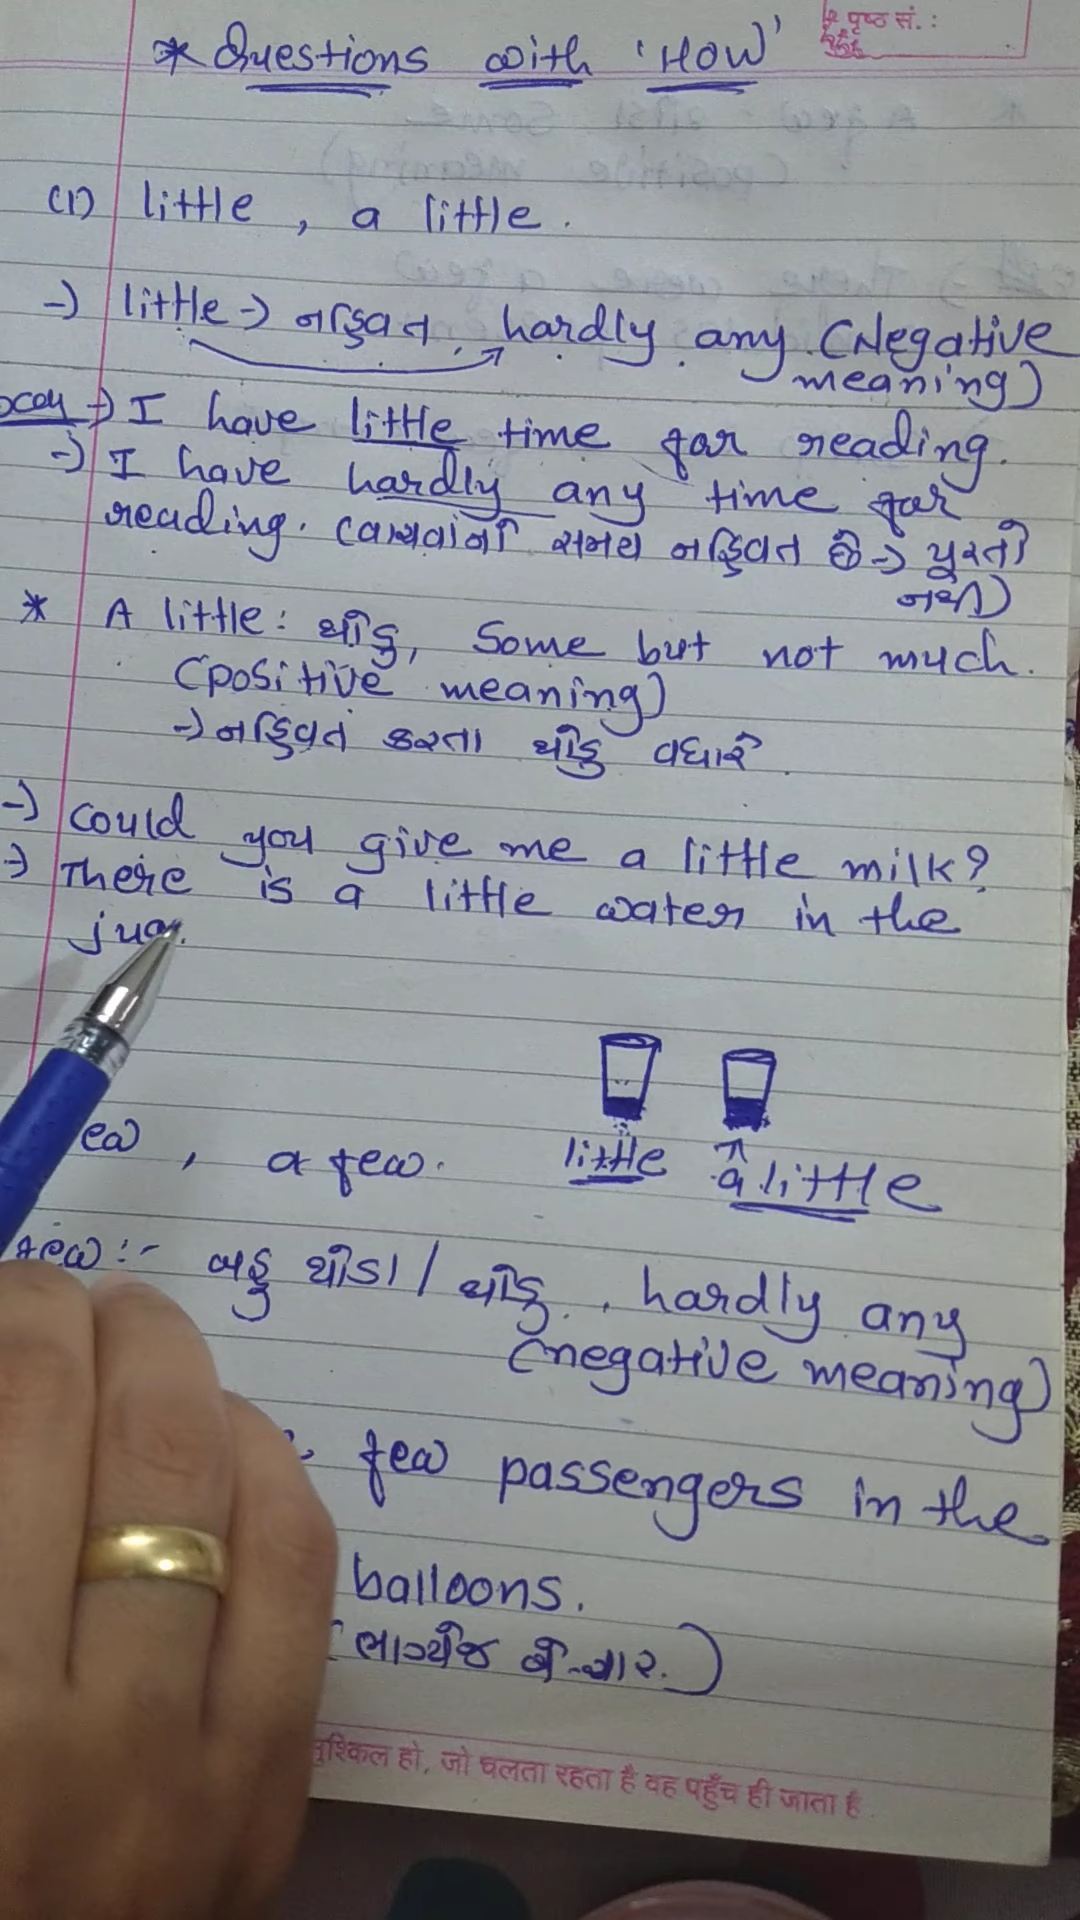 पृष्ठ सं.:
* Questions with 'HOW'
(1) little, a little.
→ little → નહિવત, hardly any (Negative
meaning)
→ I have little time for reading.
→ I have hardly any time for
reading. (વાચવાંનો સમય નહિવત છે → પૂરતો
નથી)
* A little: થોડુ, Some but not much.
(positive meaning)
→ નહિવત કરતા થોડુ વધારે.
→ could you give me a little milk?
→ There is a little water in the
jug.
little a little
ew, a few.
few:- બહુ થોડા / થોડુ, hardly any
(negative meaning)
few passengers in the
balloons.
(ભાગ્યેજ બે-ચાર.)
मुश्किल हो, जो चलता रहता है वह पहुँच ही जाता है